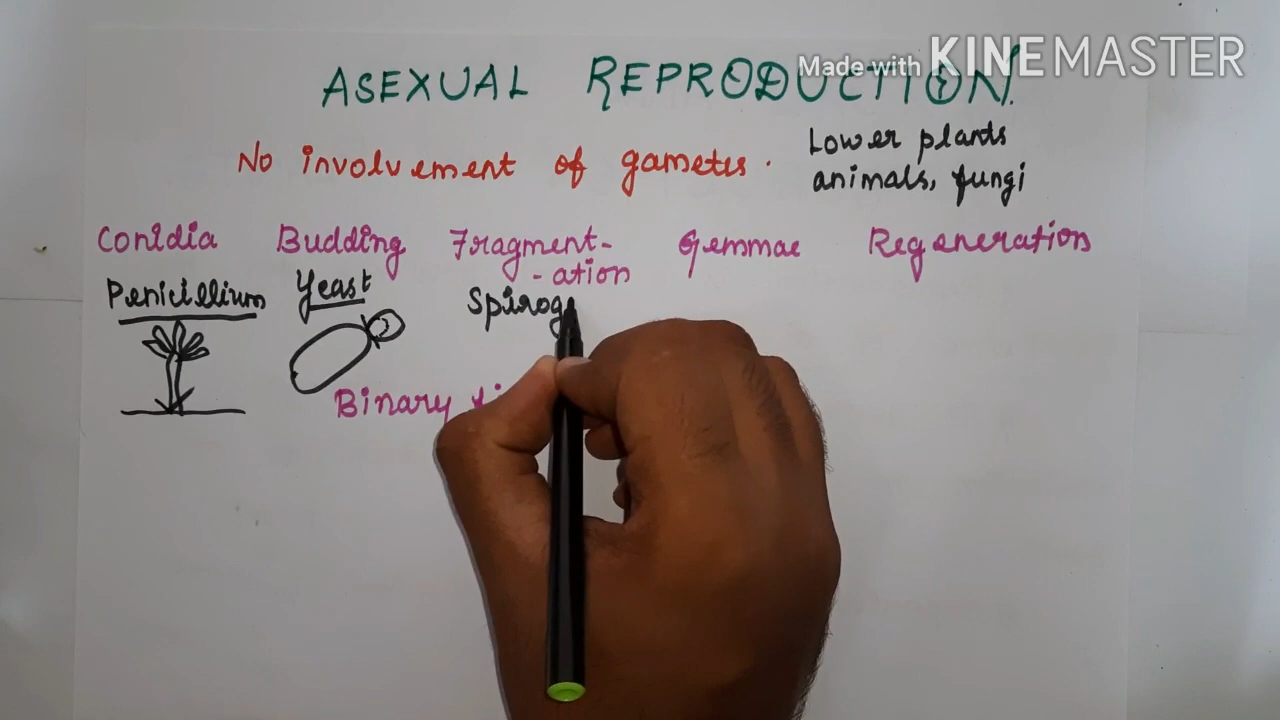 Made with KINEMASTER
ASEXUAL REPRODUCTION.
No involvement of gametes.
Lower plants
animals, fungi
Conidia Budding Fragment- Gemmae Regeneration
-ation
Penicillium Yeast Spirog
Binary